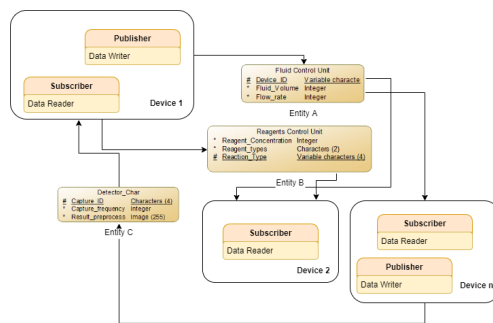 Publisher
Data Writer
Subscriber
Data Reader
Device 1
Fluid Control Unit
# Device_ID Variable characte
* Fluid_Volume Integer
* Flow_rate Integer
Entity A
Reagents Control Unit
* Reagent_Concentration Integer
* Reagent_types Characters (2)
# Reaction_Type Variable characters (4)
Entity B
Detector_Char
# Capture_ID Characters (4)
* Capture_frequency Integer
* Result_preprocess Image (255)
Entity C
Subscriber
Data Reader
Device 2
Subscriber
Data Reader
Publisher
Data Writer
Device n